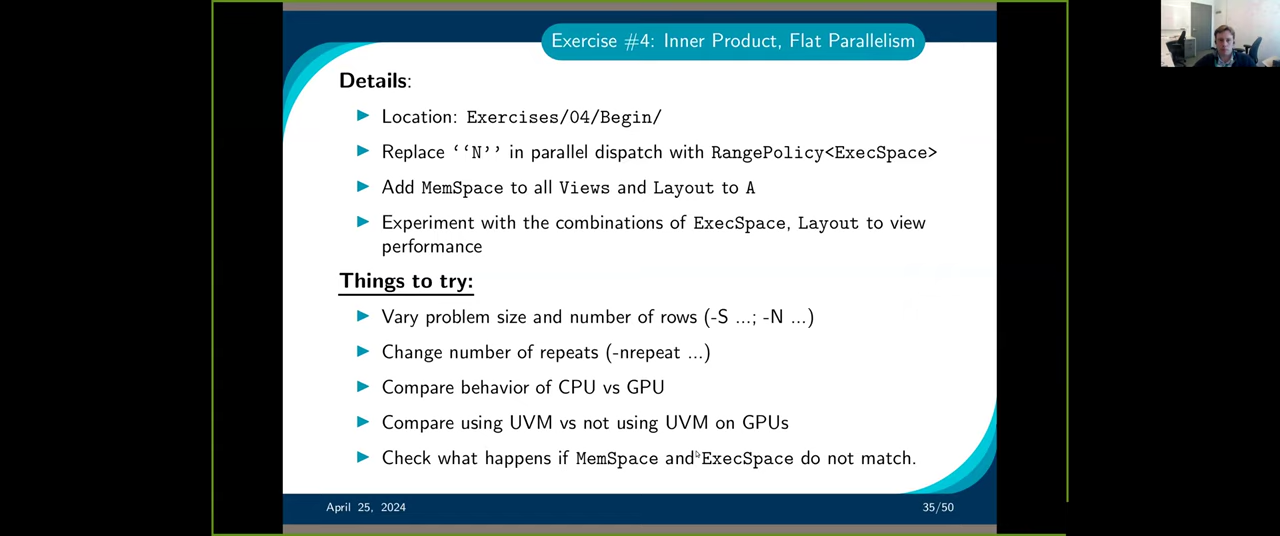 Exercise #4: Inner Product, Flat Parallelism
Details:
Location: Exercises/04/Begin/
Replace ‘‘N’’ in parallel dispatch with RangePolicy<ExecSpace>
Add MemSpace to all Views and Layout to A
Experiment with the combinations of ExecSpace, Layout to view
performance
Things to try:
Vary problem size and number of rows (-S ...; -N ...)
Change number of repeats (-nrepeat ...)
Compare behavior of CPU vs GPU
Compare using UVM vs not using UVM on GPUs
Check what happens if MemSpace and ExecSpace do not match.
April 25, 2024
35/50